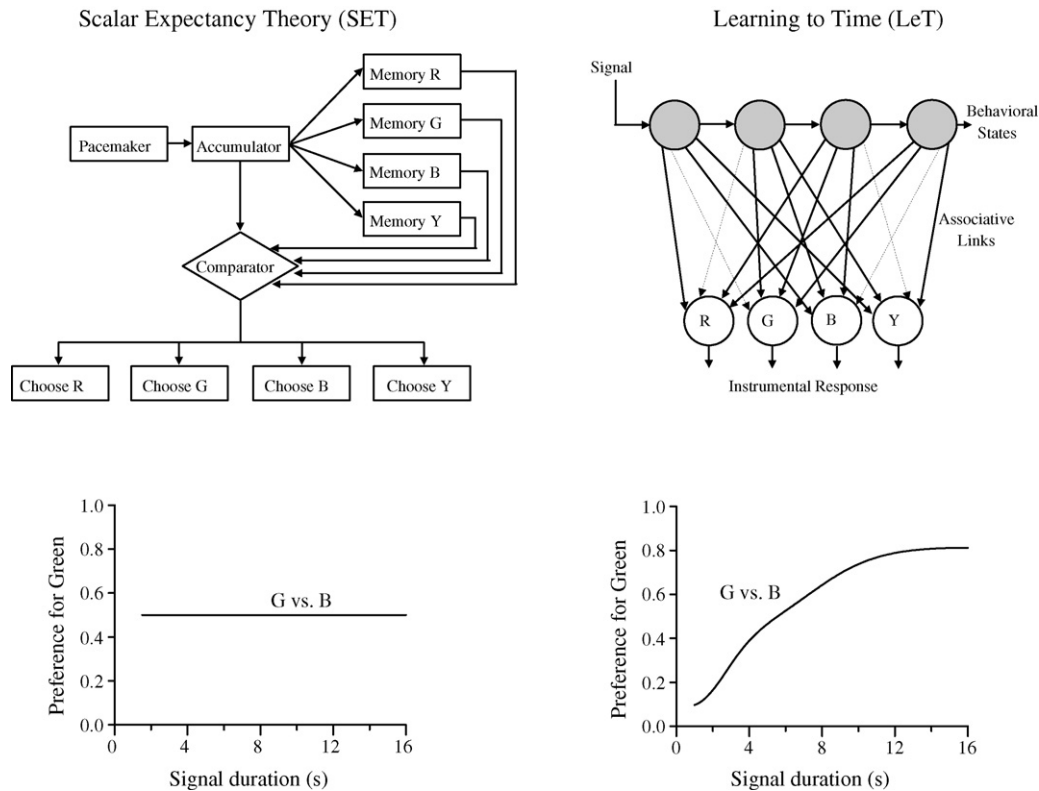 Scalar Expectancy Theory (SET)
Pacemaker
Accumulator
Memory R
Memory G
Memory B
Memory Y
Comparator
Choose R
Choose G
Choose B
Choose Y
Learning to Time (LeT)
Signal
Behavioral
States
Associative
Links
R
G
B
Y
Instrumental Response
Preference for Green
1.0
0.8
0.6
0.4
0.2
0.0
G vs. B
0
4
8
12
16
Signal duration (s)
Preference for Green
1.0
0.8
0.6
0.4
0.2
0.0
G vs. B
0
4
8
12
16
Signal duration (s)